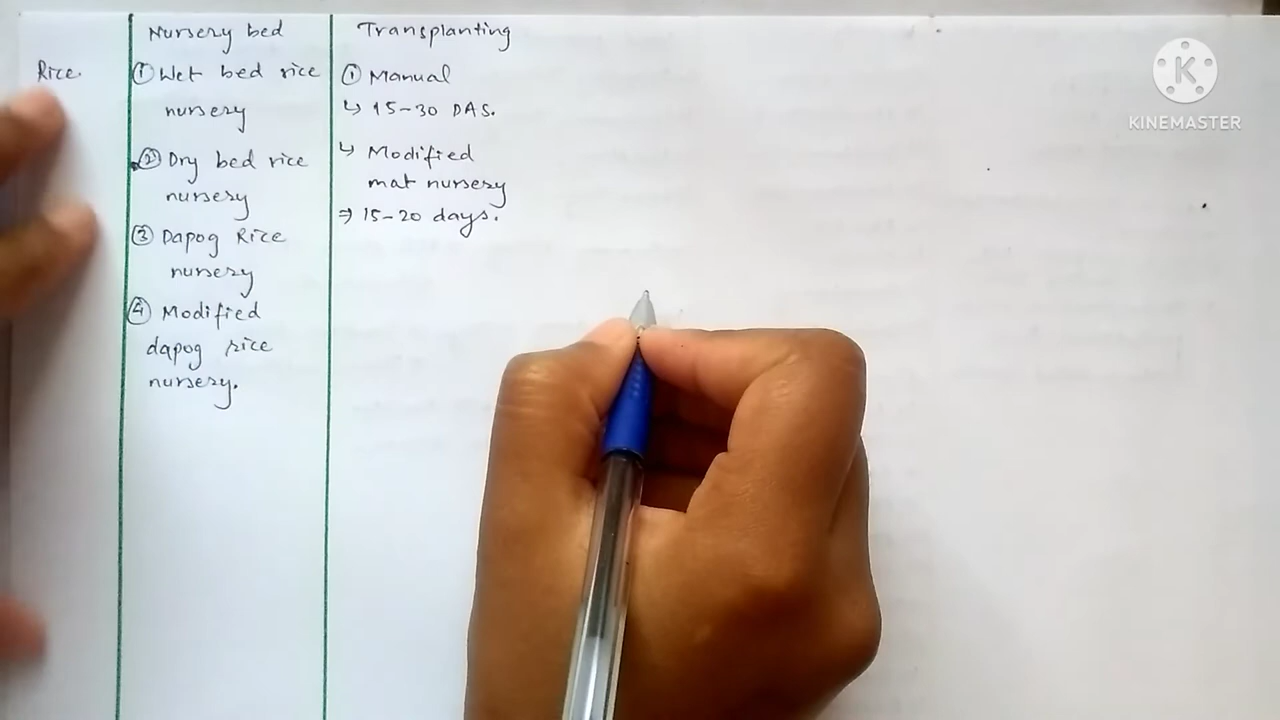 Rice.
Nursery bed
① Wet bed rice
nursery
② Dry bed rice
nursery
③ Dapog Rice
nursery
④ Modified
dapog rice
nursery.
Transplanting
① Manual
↳ 15-30 DAS.
↳ Modified
mat nursery
⇒ 15-20 days.
K
KINEMASTER